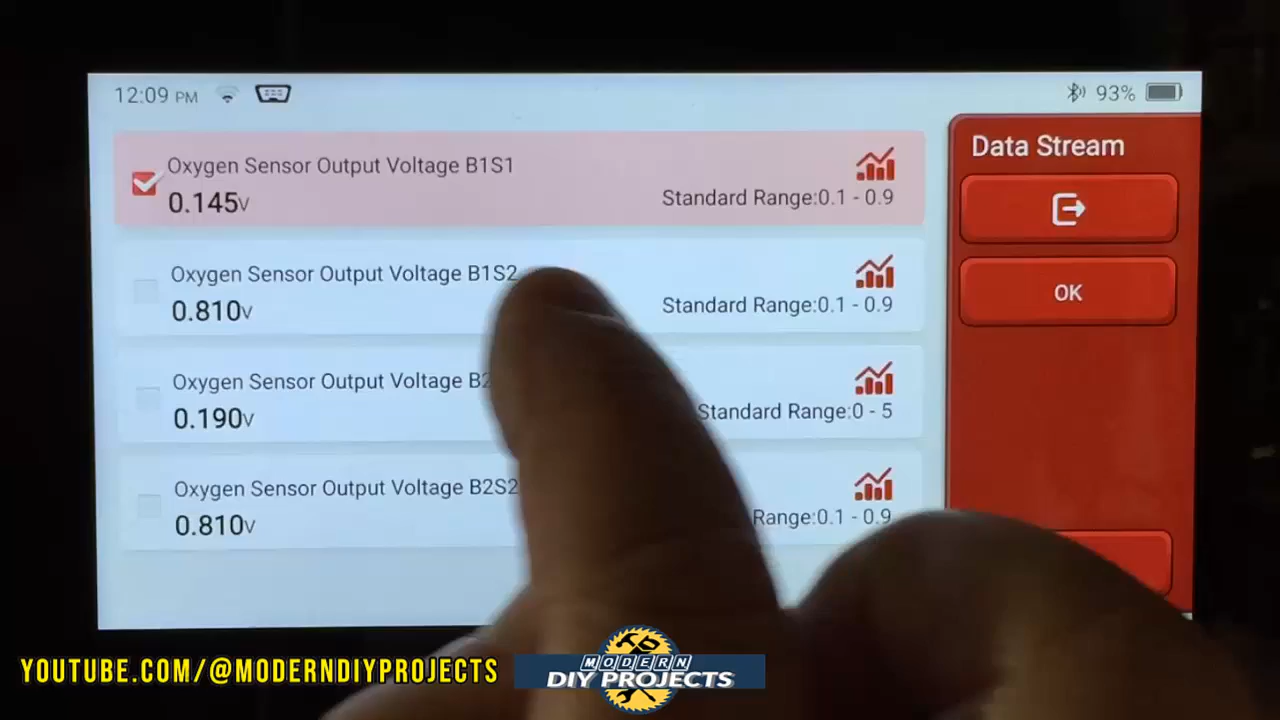 12:09 PM
93%
Oxygen Sensor Output Voltage B1S1
0.145V
Standard Range:0.1 - 0.9
Oxygen Sensor Output Voltage B1S2
0.810V
Standard Range:0.1 - 0.9
Oxygen Sensor Output Voltage B2
0.190V
Standard Range:0 - 5
Oxygen Sensor Output Voltage B2S2
0.810V
Range:0.1 - 0.9
Data Stream
OK
YOUTUBE.COM/@MODERNDIYPROJECTS
MODERN
DIY PROJECTS